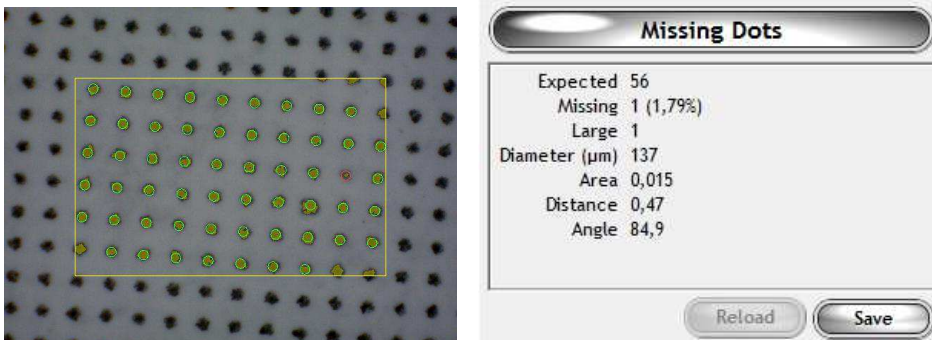 Missing Dots
Expected 56
Missing 1 (1,79%)
Large 1
Diameter (µm) 137
Area 0,015
Distance 0,47
Angle 84,9
Reload
Save